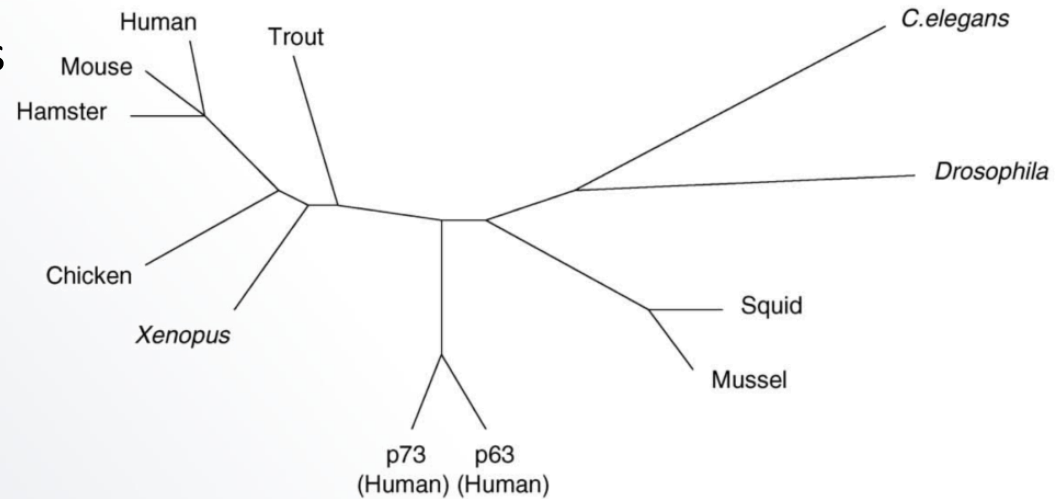 Human
Trout
C.elegans
s
Mouse
Hamster
Drosophila
Chicken
Squid
Xenopus
Mussel
p73 p63
(Human) (Human)